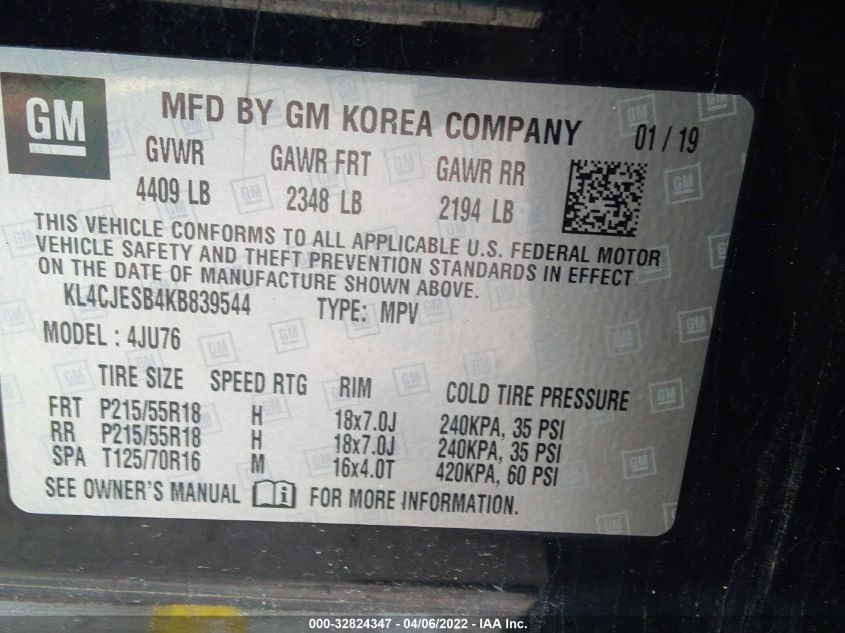 GM
MFD BY GM KOREA COMPANY 01 / 19
GVWR GAWR FRT GAWR RR
4409 LB 2348 LB 2194 LB
THIS VEHICLE CONFORMS TO ALL APPLICABLE U.S. FEDERAL MOTOR
VEHICLE SAFETY AND THEFT PREVENTION STANDARDS IN EFFECT
ON THE DATE OF MANUFACTURE SHOWN ABOVE.
KL4CJESB4KB839544 TYPE: MPV
MODEL : 4JU76
TIRE SIZE SPEED RTG RIM COLD TIRE PRESSURE
FRT P215/55R18 H 18x7.0J 240KPA, 35 PSI
RR P215/55R18 H 18x7.0J 240KPA, 35 PSI
SPA T125/70R16 M 16x4.0T 420KPA, 60 PSI
SEE OWNER'S MANUAL FOR MORE INFORMATION.
000-32824347 - 04/06/2022 - IAA Inc.